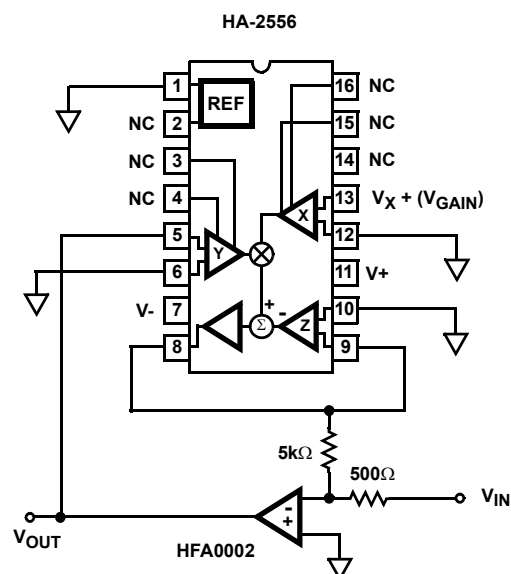 HA-2556
1
REF
16 NC
NC 2
15 NC
NC 3
14 NC
NC 4
X
13 VX + (VGAIN)
5
Y
12
6
11 V+
V- 7
+
-
10
8
Σ
Z
9
5kΩ
500Ω
-
+
VIN
VOUT
HFA0002